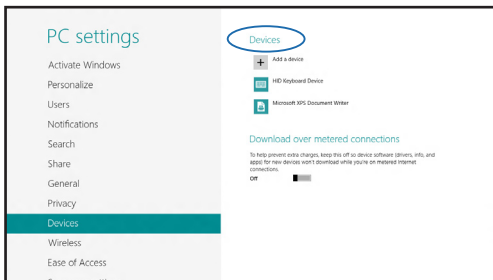 PC settings
Activate Windows
Personalize
Users
Notifications
Search
Share
General
Privacy
Devices
Wireless
Ease of Access
Devices
Add a device
HID Keyboard Device
Microsoft XPS Document Writer
Download over metered connections
To help prevent extra charges, keep this off so device software (drivers, info, and
apps) for new devices won't download while you're on metered Internet
connections.
Off